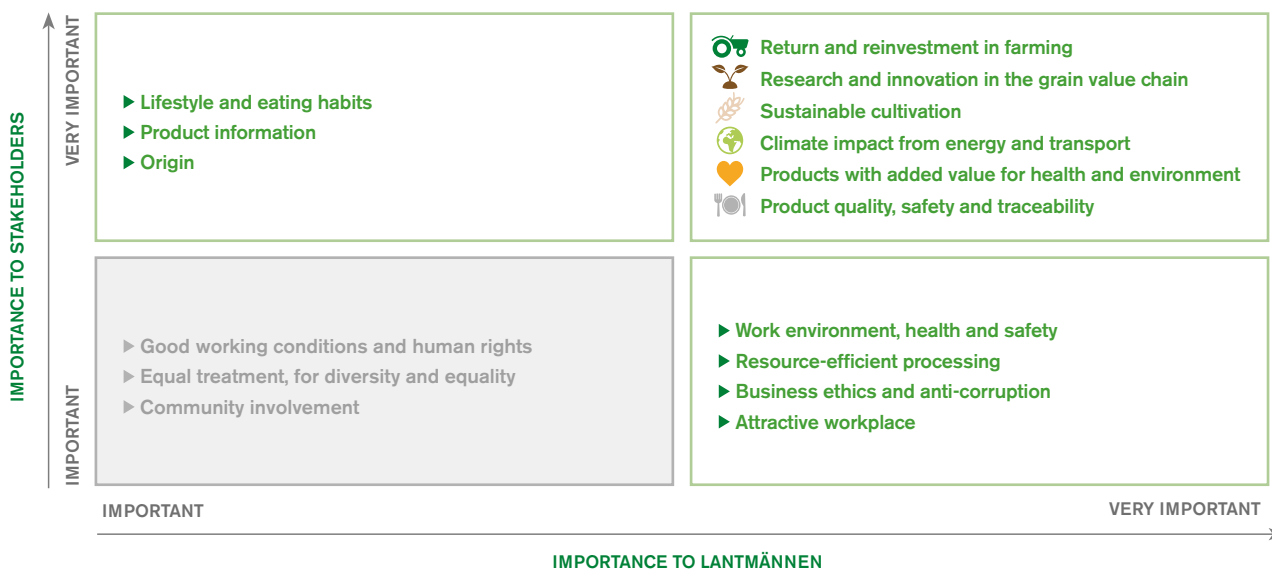 IMPORTANCE TO STAKEHOLDERS
VERY IMPORTANT
IMPORTANT
Lifestyle and eating habits
Product information
Origin
Return and reinvestment in farming
Research and innovation in the grain value chain
Sustainable cultivation
Climate impact from energy and transport
Products with added value for health and environment
Product quality, safety and traceability
Good working conditions and human rights
Equal treatment, for diversity and equality
Community involvement
Work environment, health and safety
Resource-efficient processing
Business ethics and anti-corruption
Attractive workplace
IMPORTANT
VERY IMPORTANT
IMPORTANCE TO LANTMÄNNEN